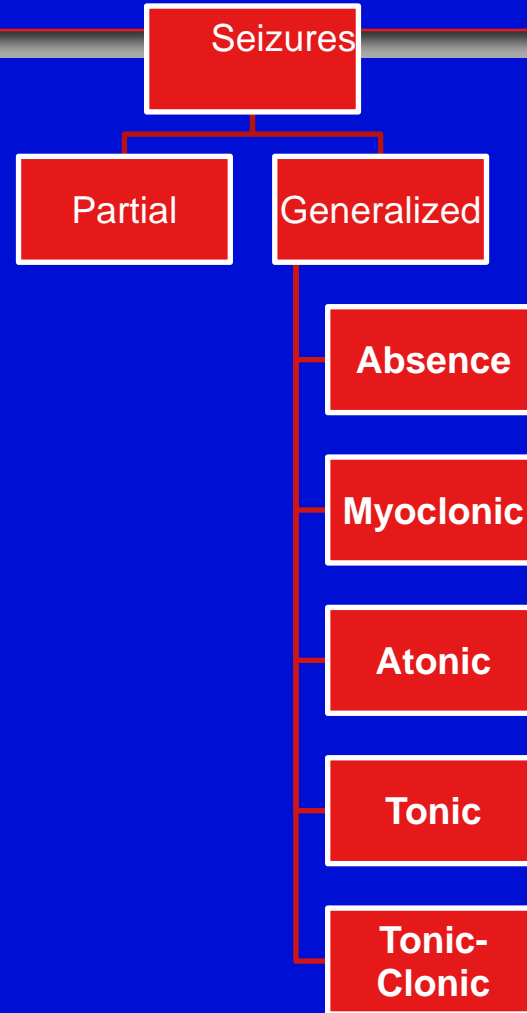 Seizures
Partial
Generalized
Absence
Myoclonic
Atonic
Tonic
Tonic-
Clonic